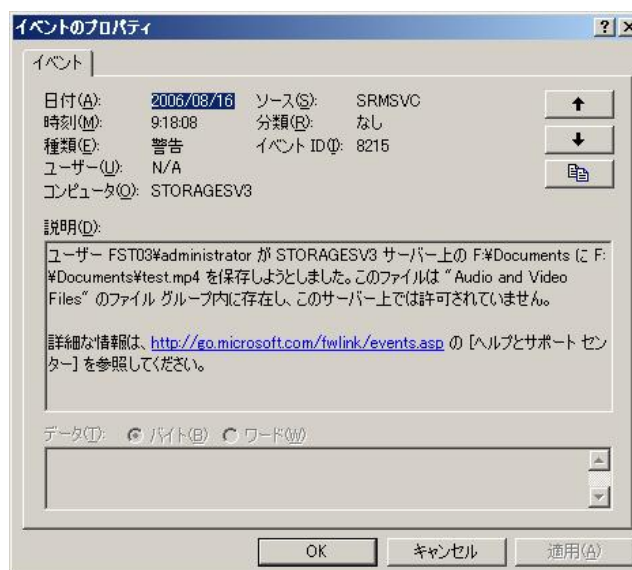 イベントのプロパティ
イベント
日付(A): 2006/08/16 ソース(S): SRMSVC
時刻(M): 9:18:08 分類(R): なし
種類(E): 警告 イベント ID(I): 8215
ユーザー(U): N/A
コンピュータ(O): STORAGESV3
説明(D):
ユーザー FST03¥administrator が STORAGESV3 サーバー上の F:¥Documents に F:
¥Documents¥test.mp4 を保存しようとしました。このファイルは "Audio and Video
Files" のファイル グループ内に存在し、このサーバー上では許可されていません。
詳細な情報は、http://go.microsoft.com/fwlink/events.asp の [ヘルプとサポート セン
ター] を参照してください。
データ(T): バイト(B) ワード(W)
OK キャンセル 適用(A)